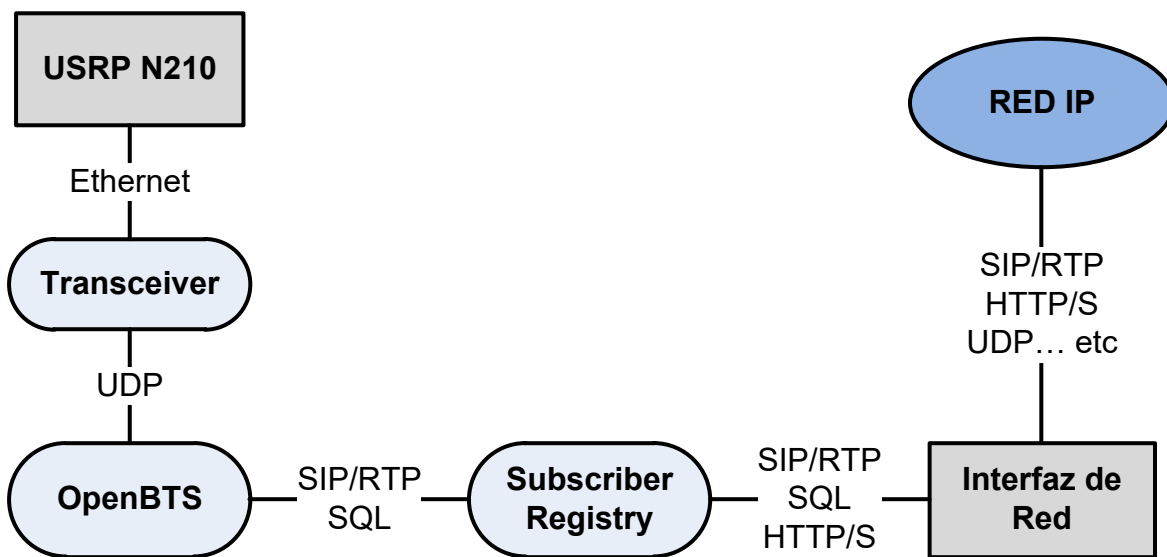 USRP N210
RED IP
Ethernet
Transceiver
SIP/RTP
HTTP/S
UDP… etc
UDP
OpenBTS
SIP/RTP
SQL
Subscriber
Registry
SIP/RTP
SQL
HTTP/S
Interfaz de
Red